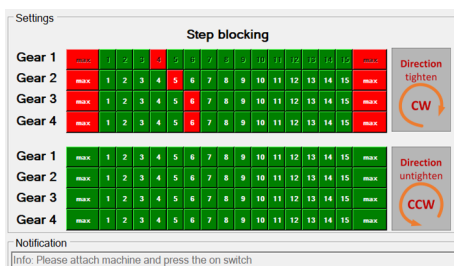 Settings
Step blocking
Gear 1 max 1 2 3 4 5 6 7 8 9 10 11 12 13 14 15 max
Gear 2 max 1 2 3 4 5 6 7 8 9 10 11 12 13 14 15 max
Gear 3 max 1 2 3 4 5 6 7 8 9 10 11 12 13 14 15 max
Gear 4 max 1 2 3 4 5 6 7 8 9 10 11 12 13 14 15 max
Direction
tighten
CW
Gear 1 max 1 2 3 4 5 6 7 8 9 10 11 12 13 14 15 max
Gear 2 max 1 2 3 4 5 6 7 8 9 10 11 12 13 14 15 max
Gear 3 max 1 2 3 4 5 6 7 8 9 10 11 12 13 14 15 max
Gear 4 max 1 2 3 4 5 6 7 8 9 10 11 12 13 14 15 max
Direction
untighten
CCW
Notification
Info: Please attach machine and press the on switch